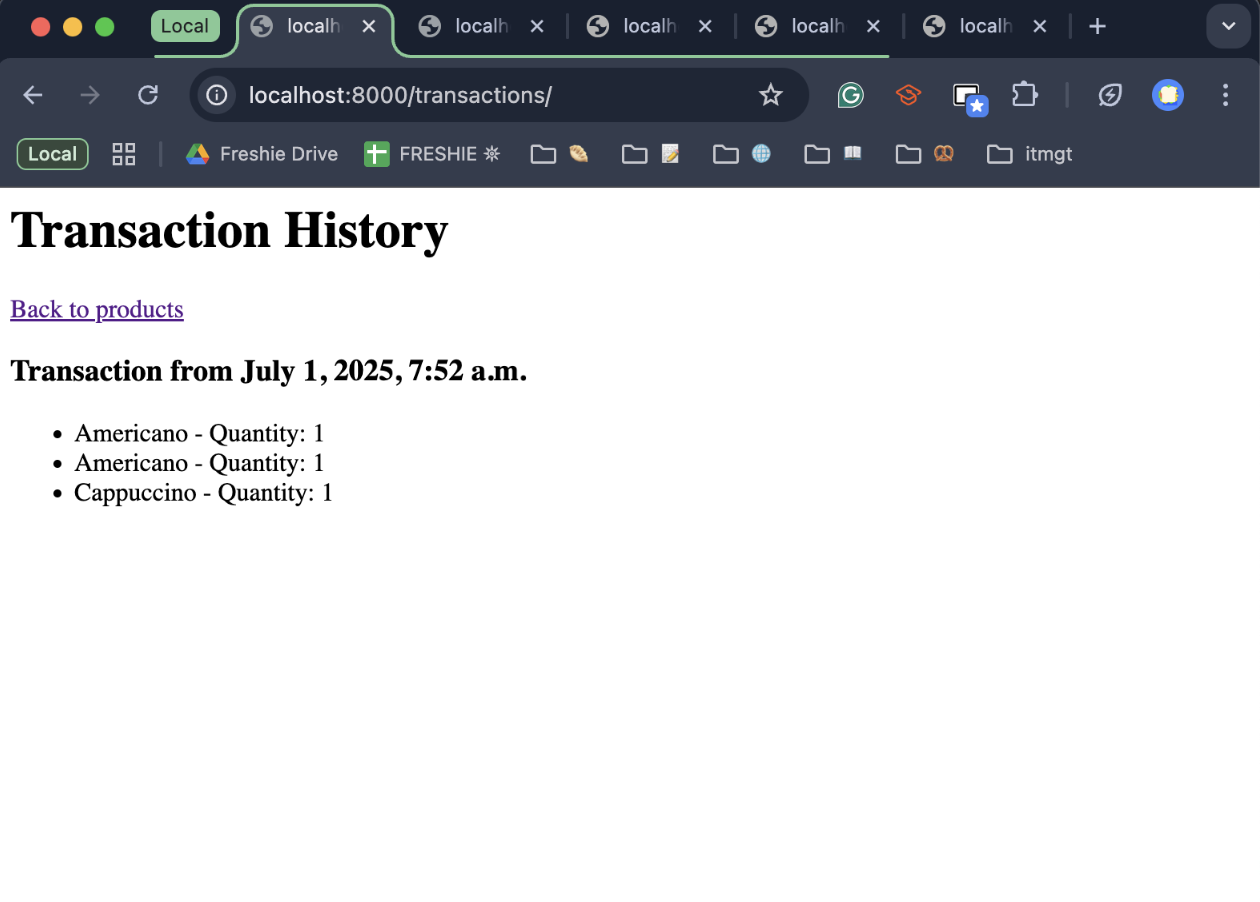 Local localh localh localh localh localh
localhost:8000/transactions/
Local Freshie Drive FRESHIE ⛯ itmgt
Transaction History
Back to products
Transaction from July 1, 2025, 7:52 a.m.
• Americano - Quantity: 1
• Americano - Quantity: 1
• Cappuccino - Quantity: 1